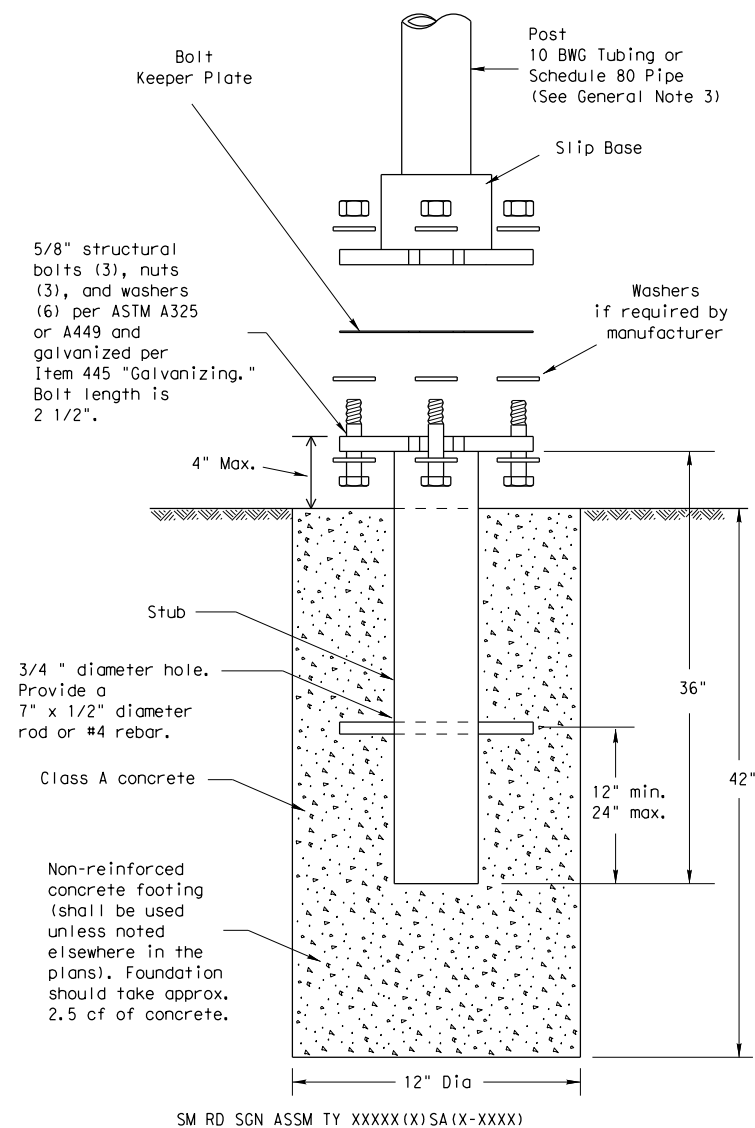 Bolt
Keeper Plate
Post
10 BWG Tubing or
Schedule 80 Pipe
(See General Note 3)
Slip Base
5/8" structural
bolts (3), nuts
(3), and washers
(6) per ASTM A325
or A449 and
galvanized per
Item 445 "Galvanizing."
Bolt length is
2 1/2".
Washers
if required by
manufacturer
4" Max.
Stub
3/4 " diameter hole.
Provide a
7" x 1/2" diameter
rod or #4 rebar.
36"
Class A concrete
12" min.
24" max.
42"
Non-reinforced
concrete footing
(shall be used
unless noted
elsewhere in the
plans). Foundation
should take approx.
2.5 cf of concrete.
12" Dia
SM RD SGN ASSM TY XXXXX(X)SA(X-XXXX)